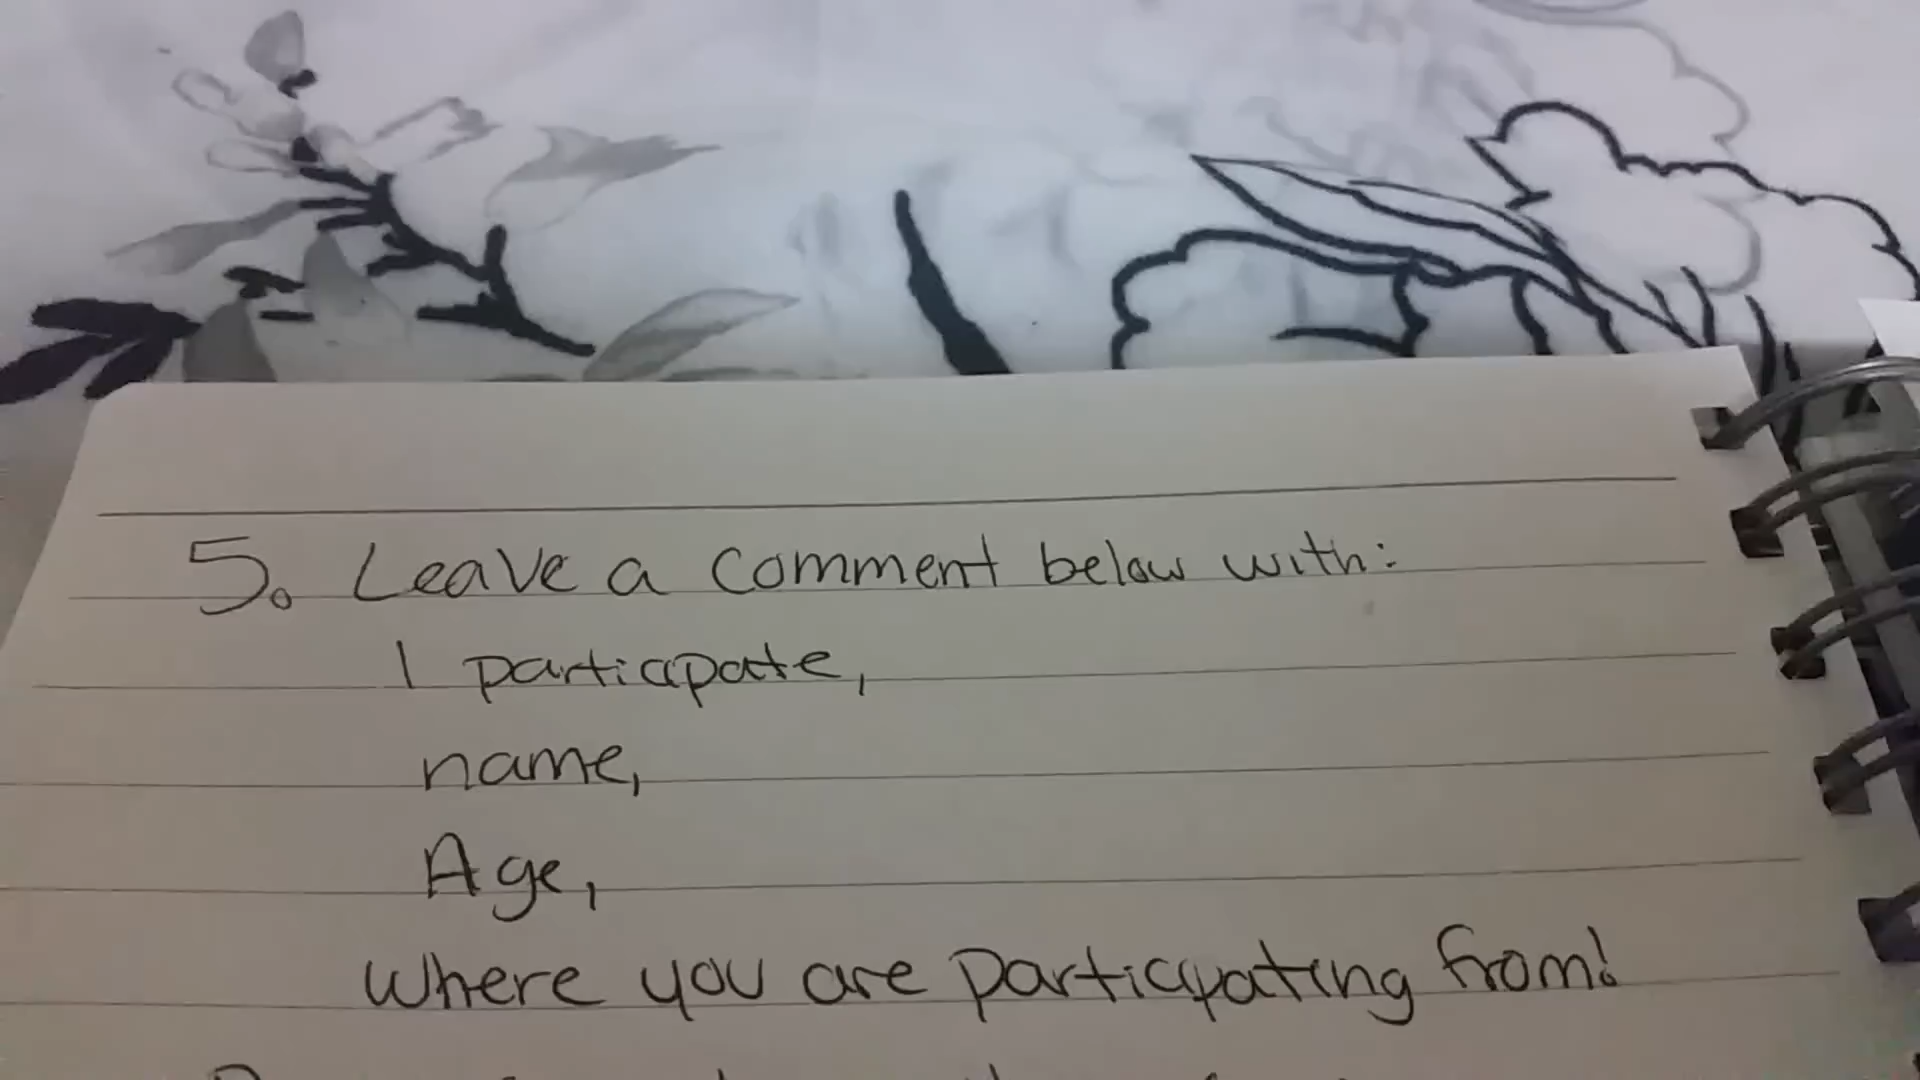 5. Leave a comment below with:
I participate,
name,
Age,
where you are participating from!